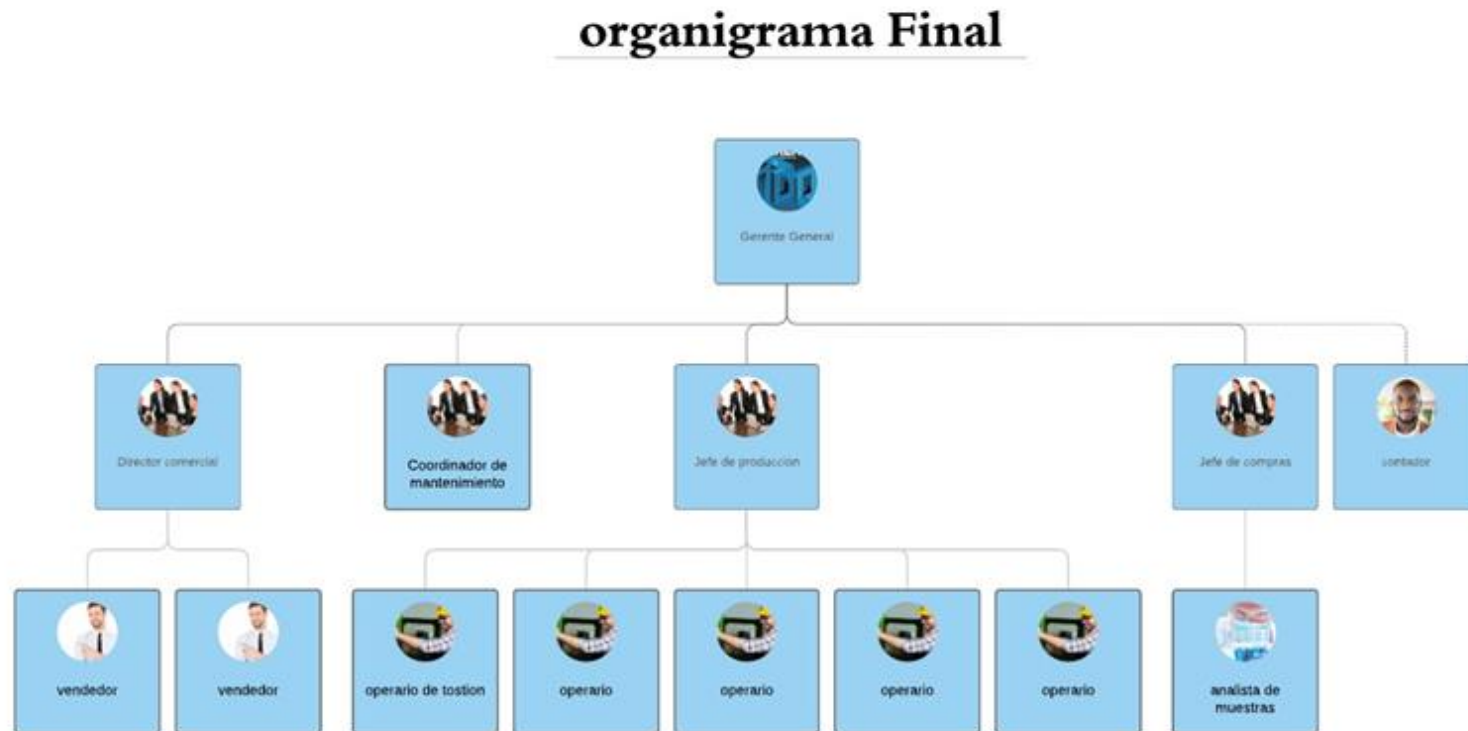 organigrama Final
Gerente General
Director comercial
Coordinador de
mantenimiento
Jefe de produccion
Jefe de compras
contador
vendedor
vendedor
operario de tostion
operario
operario
operario
operario
analista de
muestras